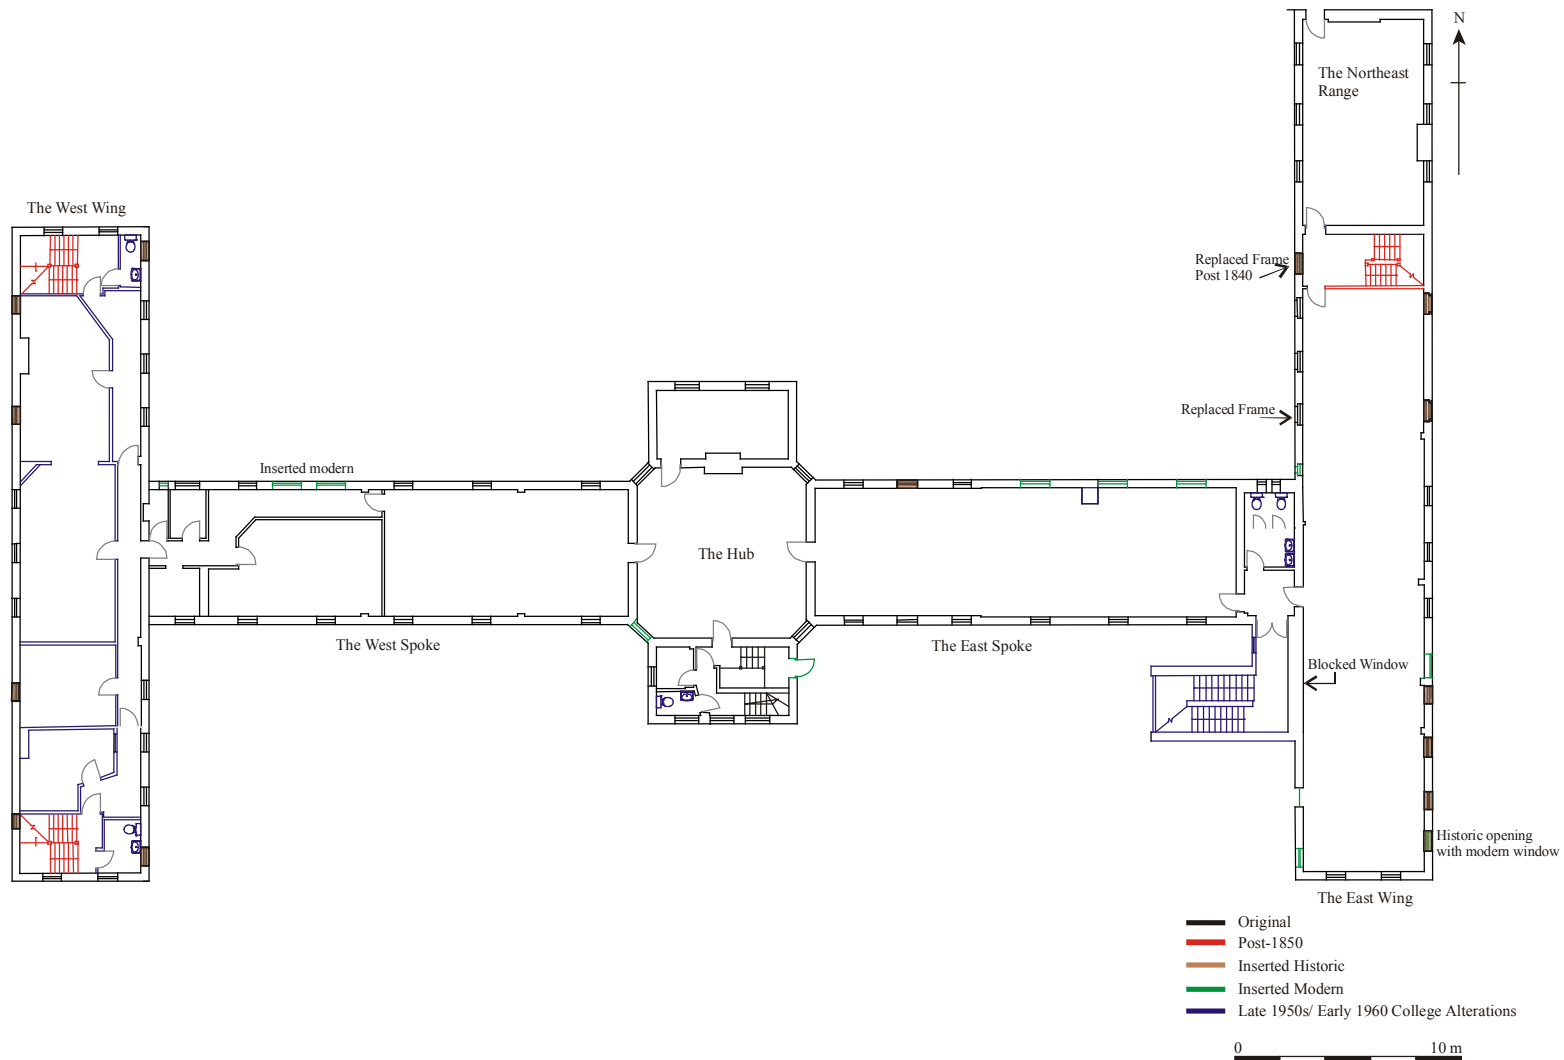 N
The Northeast
Range
The West Wing
Replaced Frame
Post 1840
Replaced Frame
Inserted modern
The Hub
The West Spoke
The East Spoke
Blocked Window
Historic opening
with modern window
The East Wing
Original
Post-1850
Inserted Historic
Inserted Modern
Late 1950s/ Early 1960 College Alterations
0 10 m